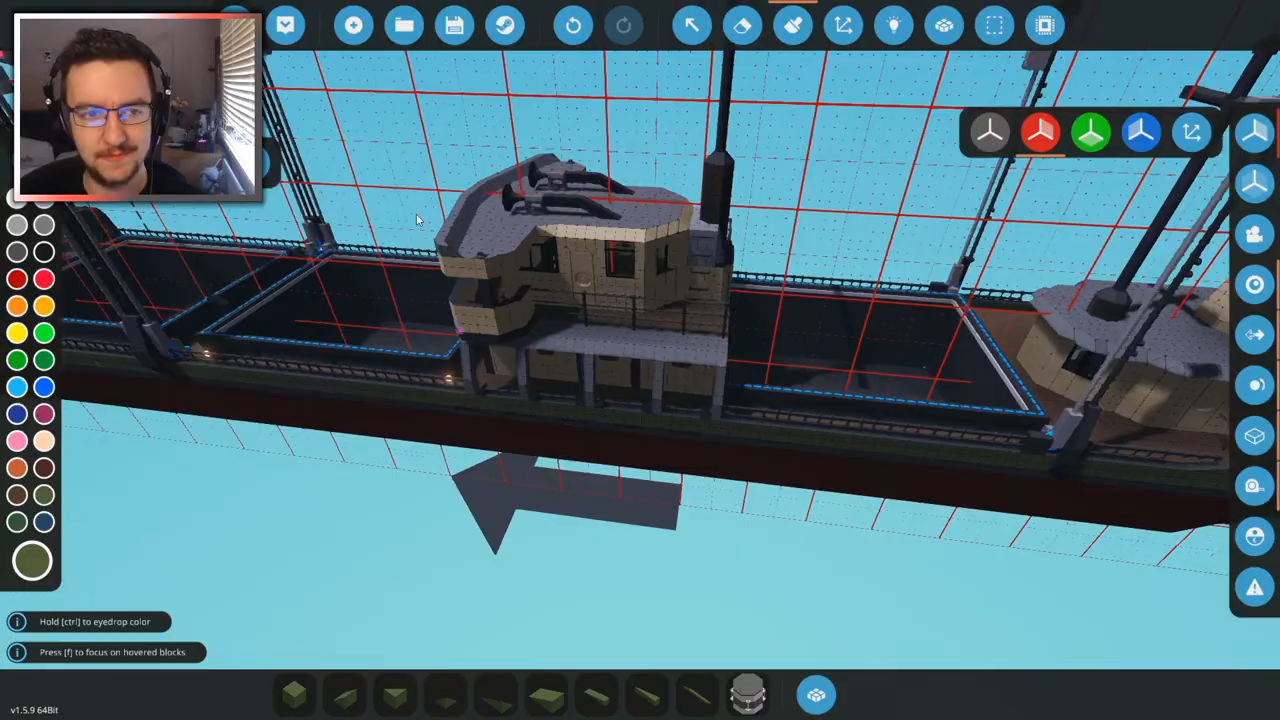 Hold [ctrl] to eyedrop color
Press [f] to focus on hovered blocks
v1.5.9 64Bit